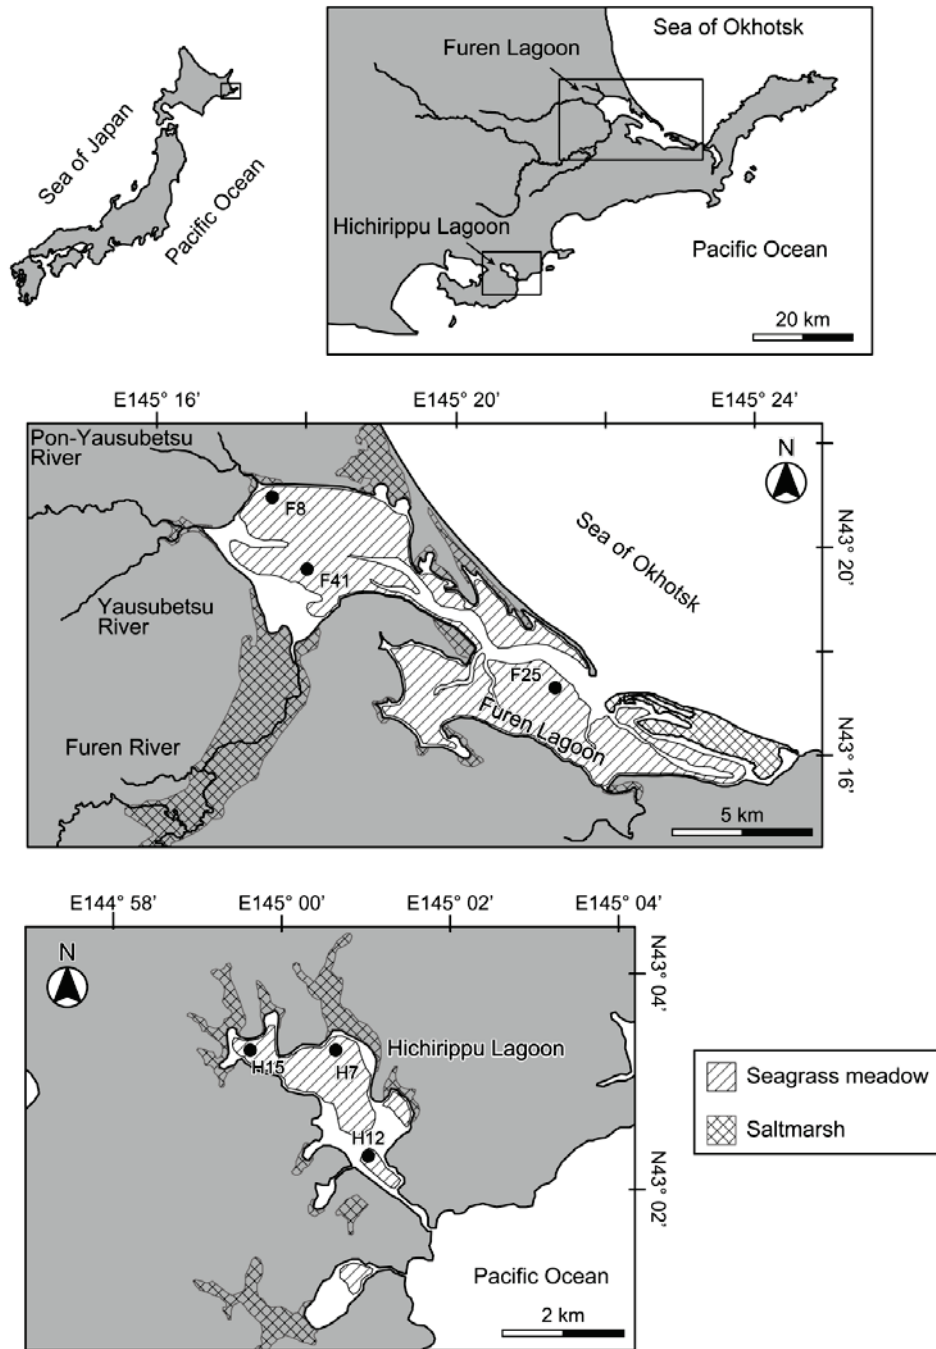 Sea of Japan
Pacific Ocean
Furen Lagoon
Sea of Okhotsk
Hichirippu Lagoon
Pacific Ocean
20 km
E145° 16’
E145° 20’
E145° 24’
Pon-Yausubetsu
River
N
F8
Sea of Okhotsk
N43° 20’
F41
Yausubetsu
River
F25
Furen Lagoon
Furen River
N43° 16’
5 km
E144° 58’
E145° 00’
E145° 02’
E145° 04’
N
N43° 04’
Hichirippu Lagoon
H15
H7
H12
N43° 02’
Pacific Ocean
2 km
Seagrass meadow
Saltmarsh